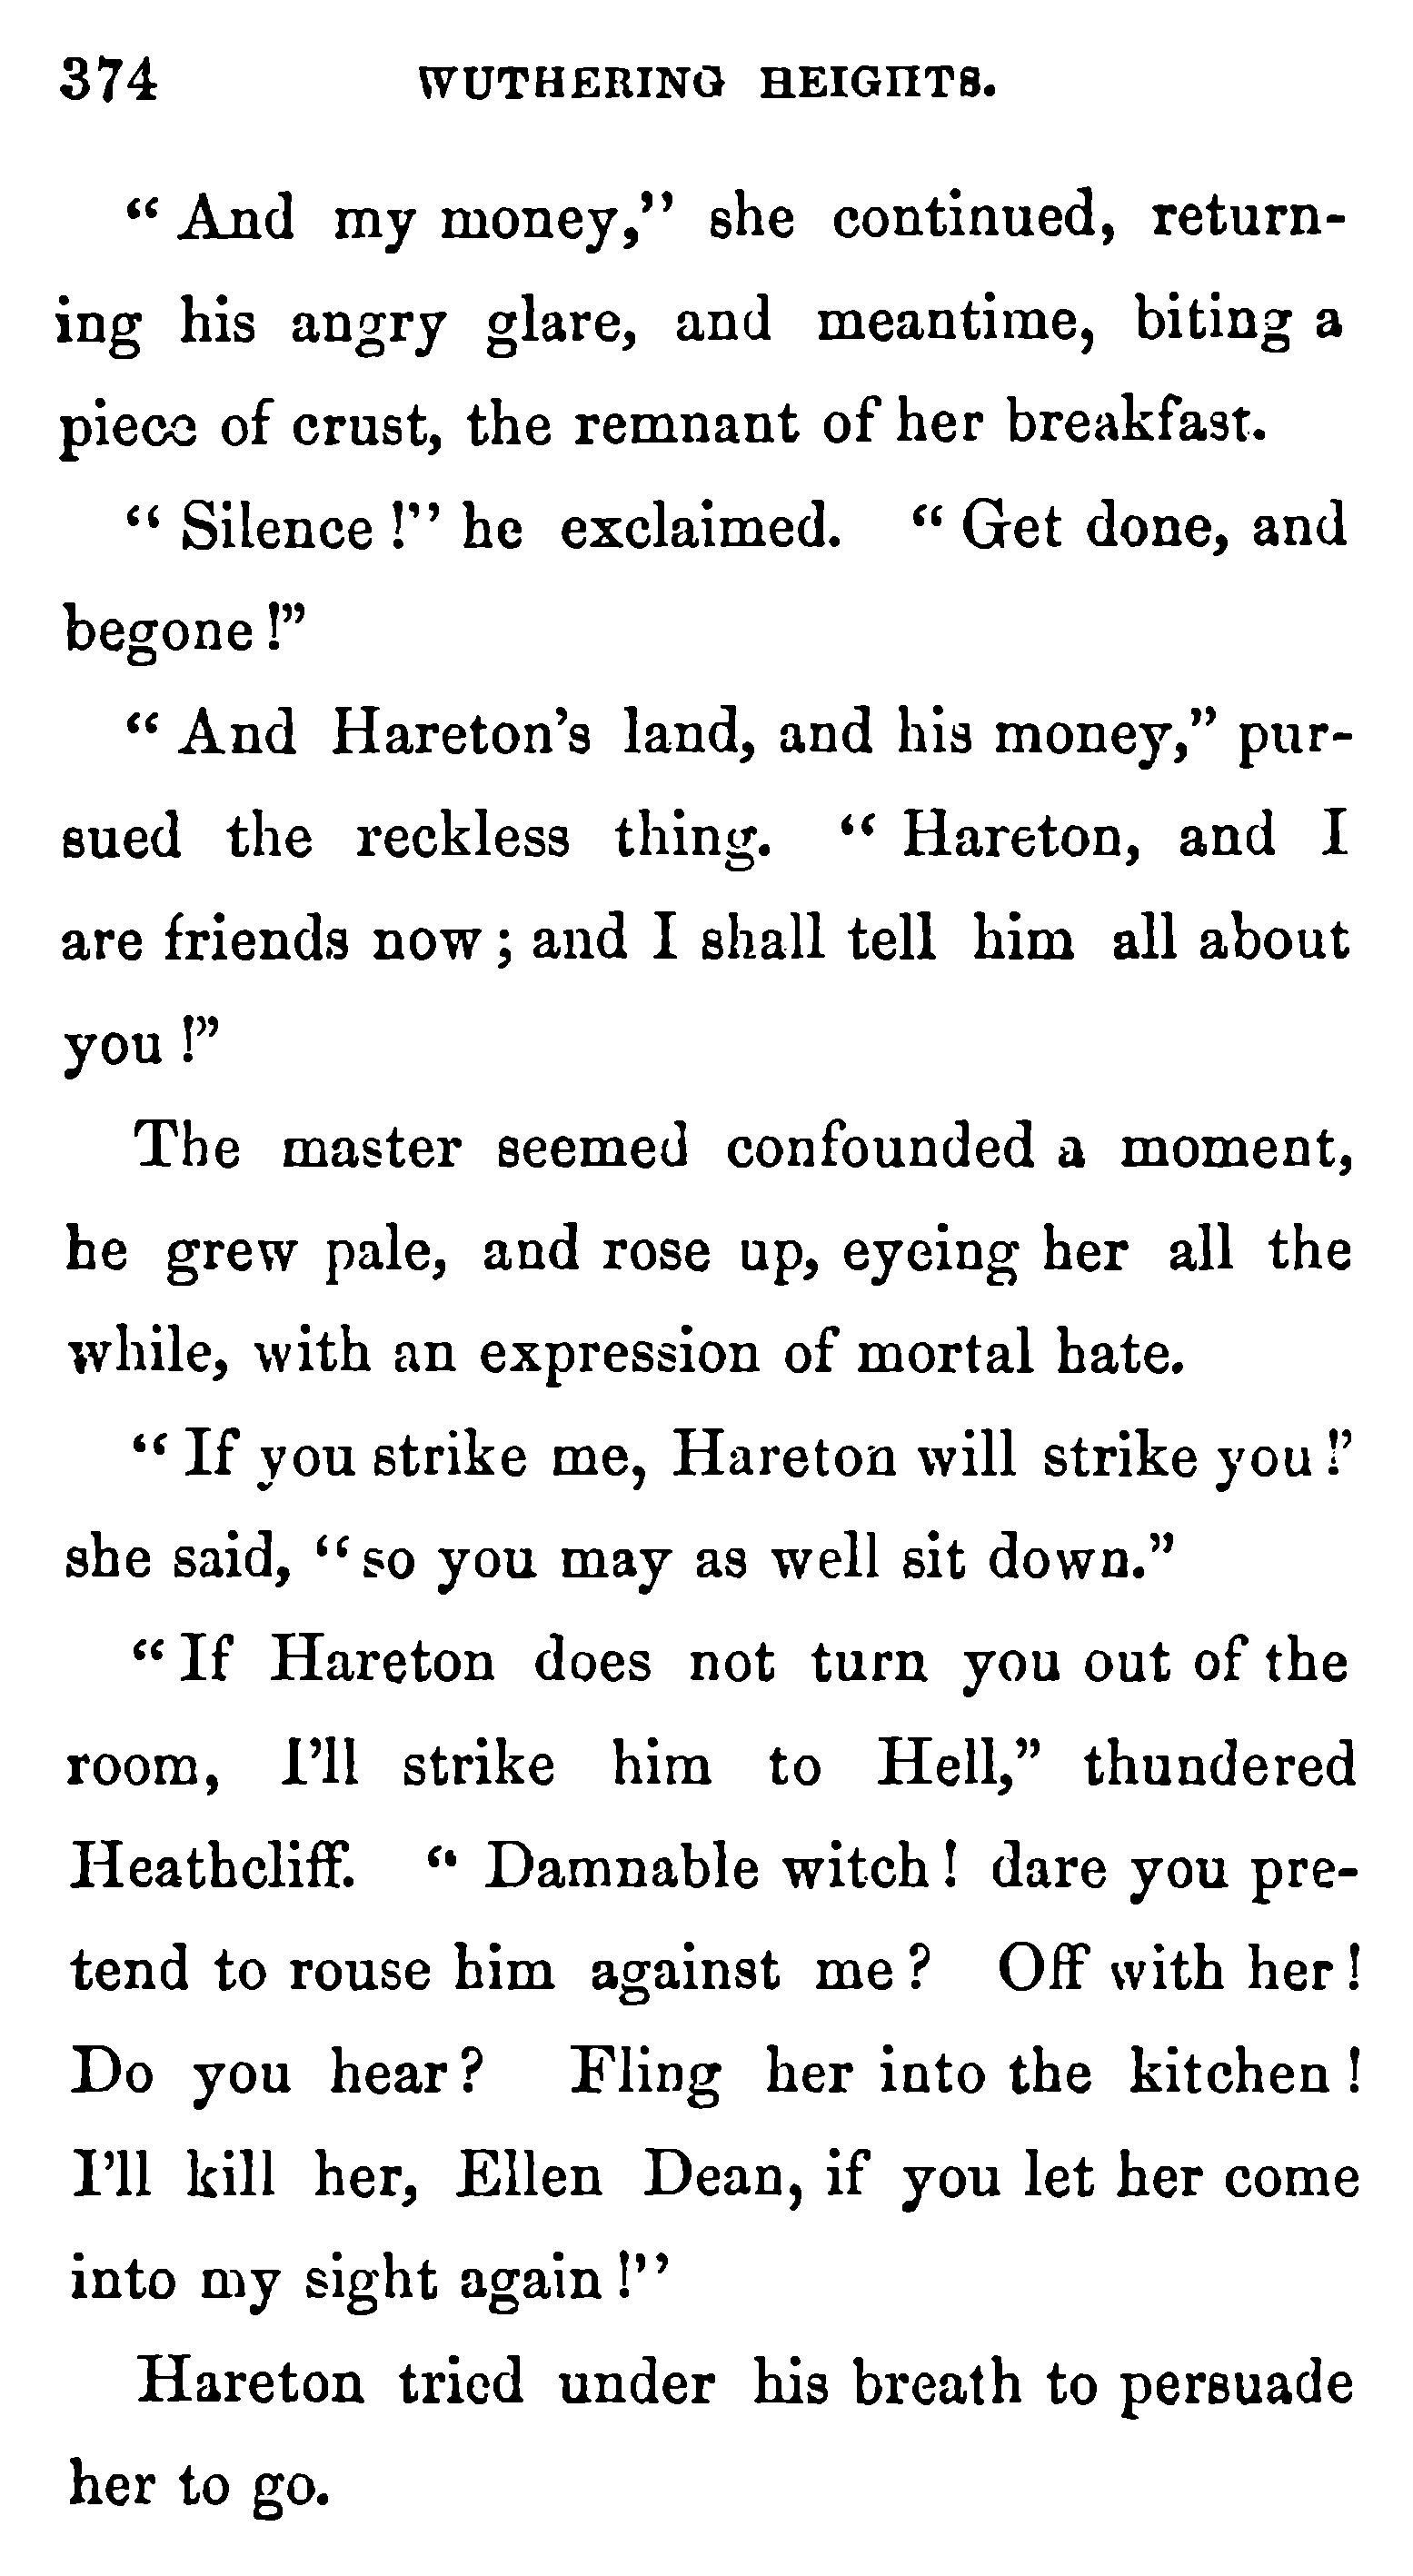 374 WUTHERING HEIGHTS.
“ And my money,” she continued, return-
ing his angry glare, and meantime, biting a
piece of crust, the remnant of her breakfast.
“ Silence !” he exclaimed. “ Get done, and
begone !”
“ And Hareton’s land, and his money,” pur-
sued the reckless thing. “ Hareton, and I
are friends now ; and I shall tell him all about
you !”
The master seemed confounded a moment,
he grew pale, and rose up, eyeing her all the
while, with an expression of mortal hate.
“ If you strike me, Hareton will strike you !’
she said, “ so you may as well sit down.”
“ If Hareton does not turn you out of the
room, I’ll strike him to Hell,” thundered
Heathcliff. “ Damnable witch ! dare you pre-
tend to rouse him against me ? Off with her !
Do you hear ? Fling her into the kitchen !
I’ll kill her, Ellen Dean, if you let her come
into my sight again !”
Hareton tried under his breath to persuade
her to go.